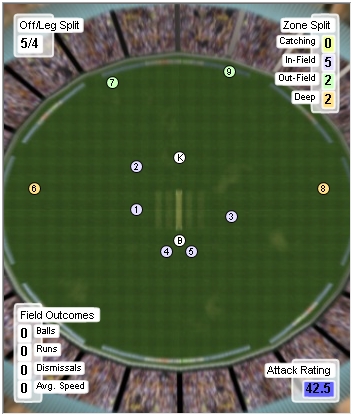 Off/Leg Split
5/4
Zone Split
Catching 0
In-Field 5
Out-Field 2
Deep 2
7
9
K
2
6
8
1
3
B
4
5
Field Outcomes
0 Balls
0 Runs
0 Dismissals
0 Avg. Speed
Attack Rating
42.5